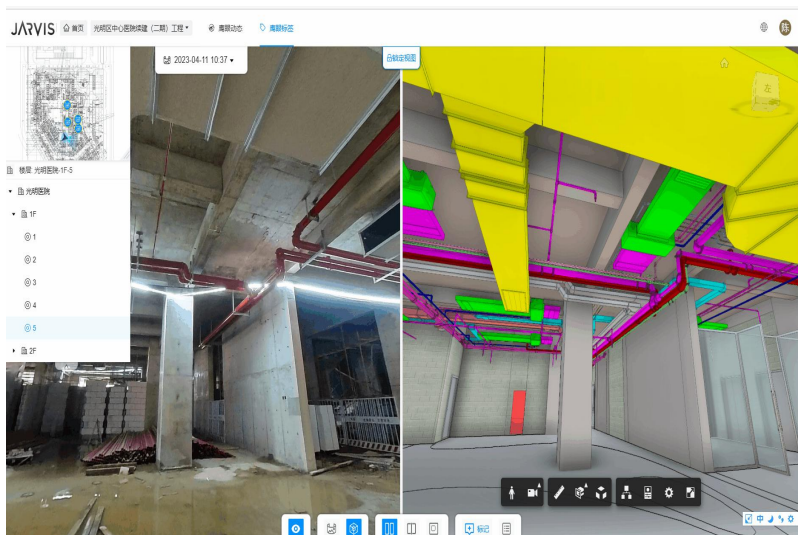 JARVIS 首页 光明区中心医院续建（二期）工程 鹰眼动态 鹰眼标签 陈
2023-04-11 10:37
锁定视图
左
楼层 光明医院-1F-5
光明医院
1F
1
2
3
4
5
2F
标记
中